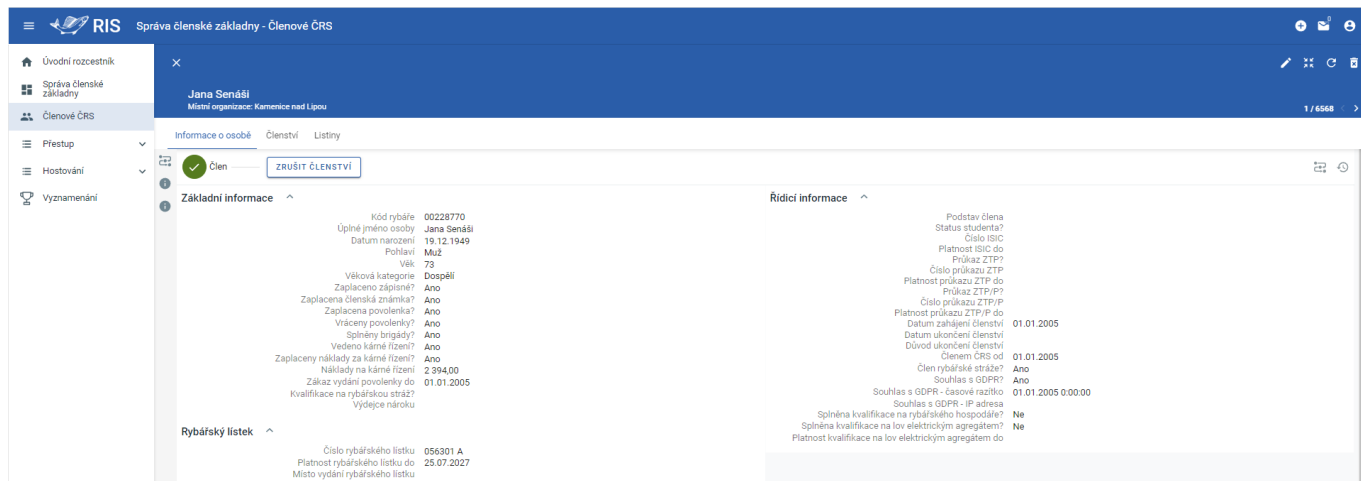 RIS Správa členské základny - Členové ČRS
0
Úvodní rozcestník
Správa členské
základny
Členové ČRS
Přestup
Hostování
Vyznamenání
Jana Senáši
Místní organizace: Kamenice nad Lipou
1 / 6568
Informace o osobě Členství Listiny
Člen ZRUŠIT ČLENSTVÍ
Základní informace
Kód rybáře 00228770
Úplné jméno osoby Jana Senáši
Datum narození 19.12.1949
Pohlaví Muž
Věk 73
Věková kategorie Dospělí
Zaplaceno zápisné? Ano
Zaplacena členská známka? Ano
Zaplacena povolenka? Ano
Vráceny povolenky? Ano
Splněny brigády? Ano
Vedeno kárné řízení? Ano
Zaplaceny náklady za kárné řízení? Ano
Náklady na kárné řízení 2 394,00
Zákaz vydání povolenky do 01.01.2005
Kvalifikace na rybářskou stráž?
Výdejce nároku
Rybářský lístek
Číslo rybářského lístku 056301 A
Platnost rybářského lístku do 25.07.2027
Místo vydání rybářského lístku
Řídicí informace
Podstav člena
Status studenta?
Číslo ISIC
Platnost ISIC do
Průkaz ZTP?
Číslo průkazu ZTP
Platnost průkazu ZTP do
Průkaz ZTP/P?
Číslo průkazu ZTP/P
Platnost průkazu ZTP/P do
Datum zahájení členství 01.01.2005
Datum ukončení členství
Důvod ukončení členství
Členem ČRS od 01.01.2005
Člen rybářské stráže? Ano
Souhlas s GDPR? Ano
Souhlas s GDPR - časové razítko 01.01.2005 0:00:00
Souhlas s GDPR - IP adresa
Splněna kvalifikace na rybářského hospodáře? Ne
Splněna kvalifikace na lov elektrickým agregátem? Ne
Platnost kvalifikace na lov elektrickým agregátem do